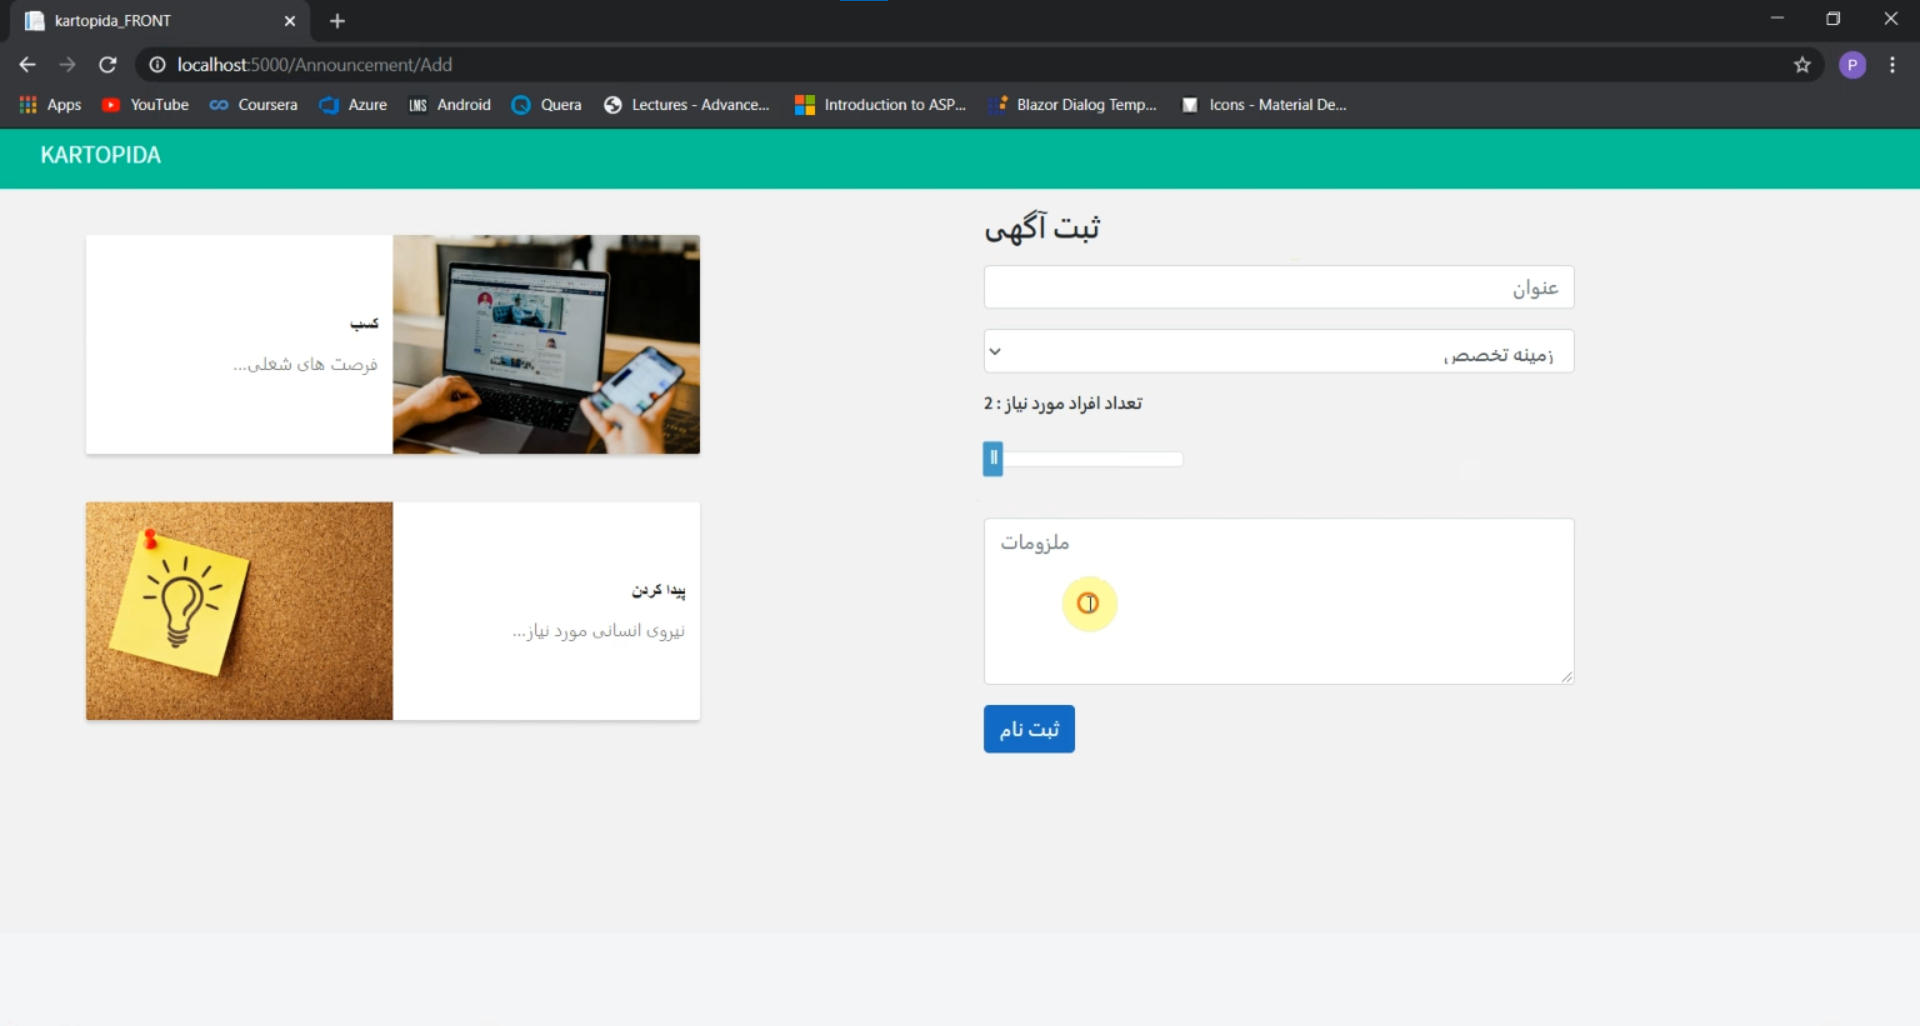 kartopida_FRONT
localhost:5000/Announcement/Add
P
Apps
YouTube
Coursera
Azure
LMS Android
Quera
Lectures - Advance...
Introduction to ASP...
Blazor Dialog Temp...
Icons - Material De...
KARTOPIDA
کسب
فرصت های شغلی...
پیدا کردن
نیروی انسانی مورد نیاز...
ثبت آگهی
عنوان
زمینه تخصص
تعداد افراد مورد نیاز : 2
ملزومات
ثبت نام